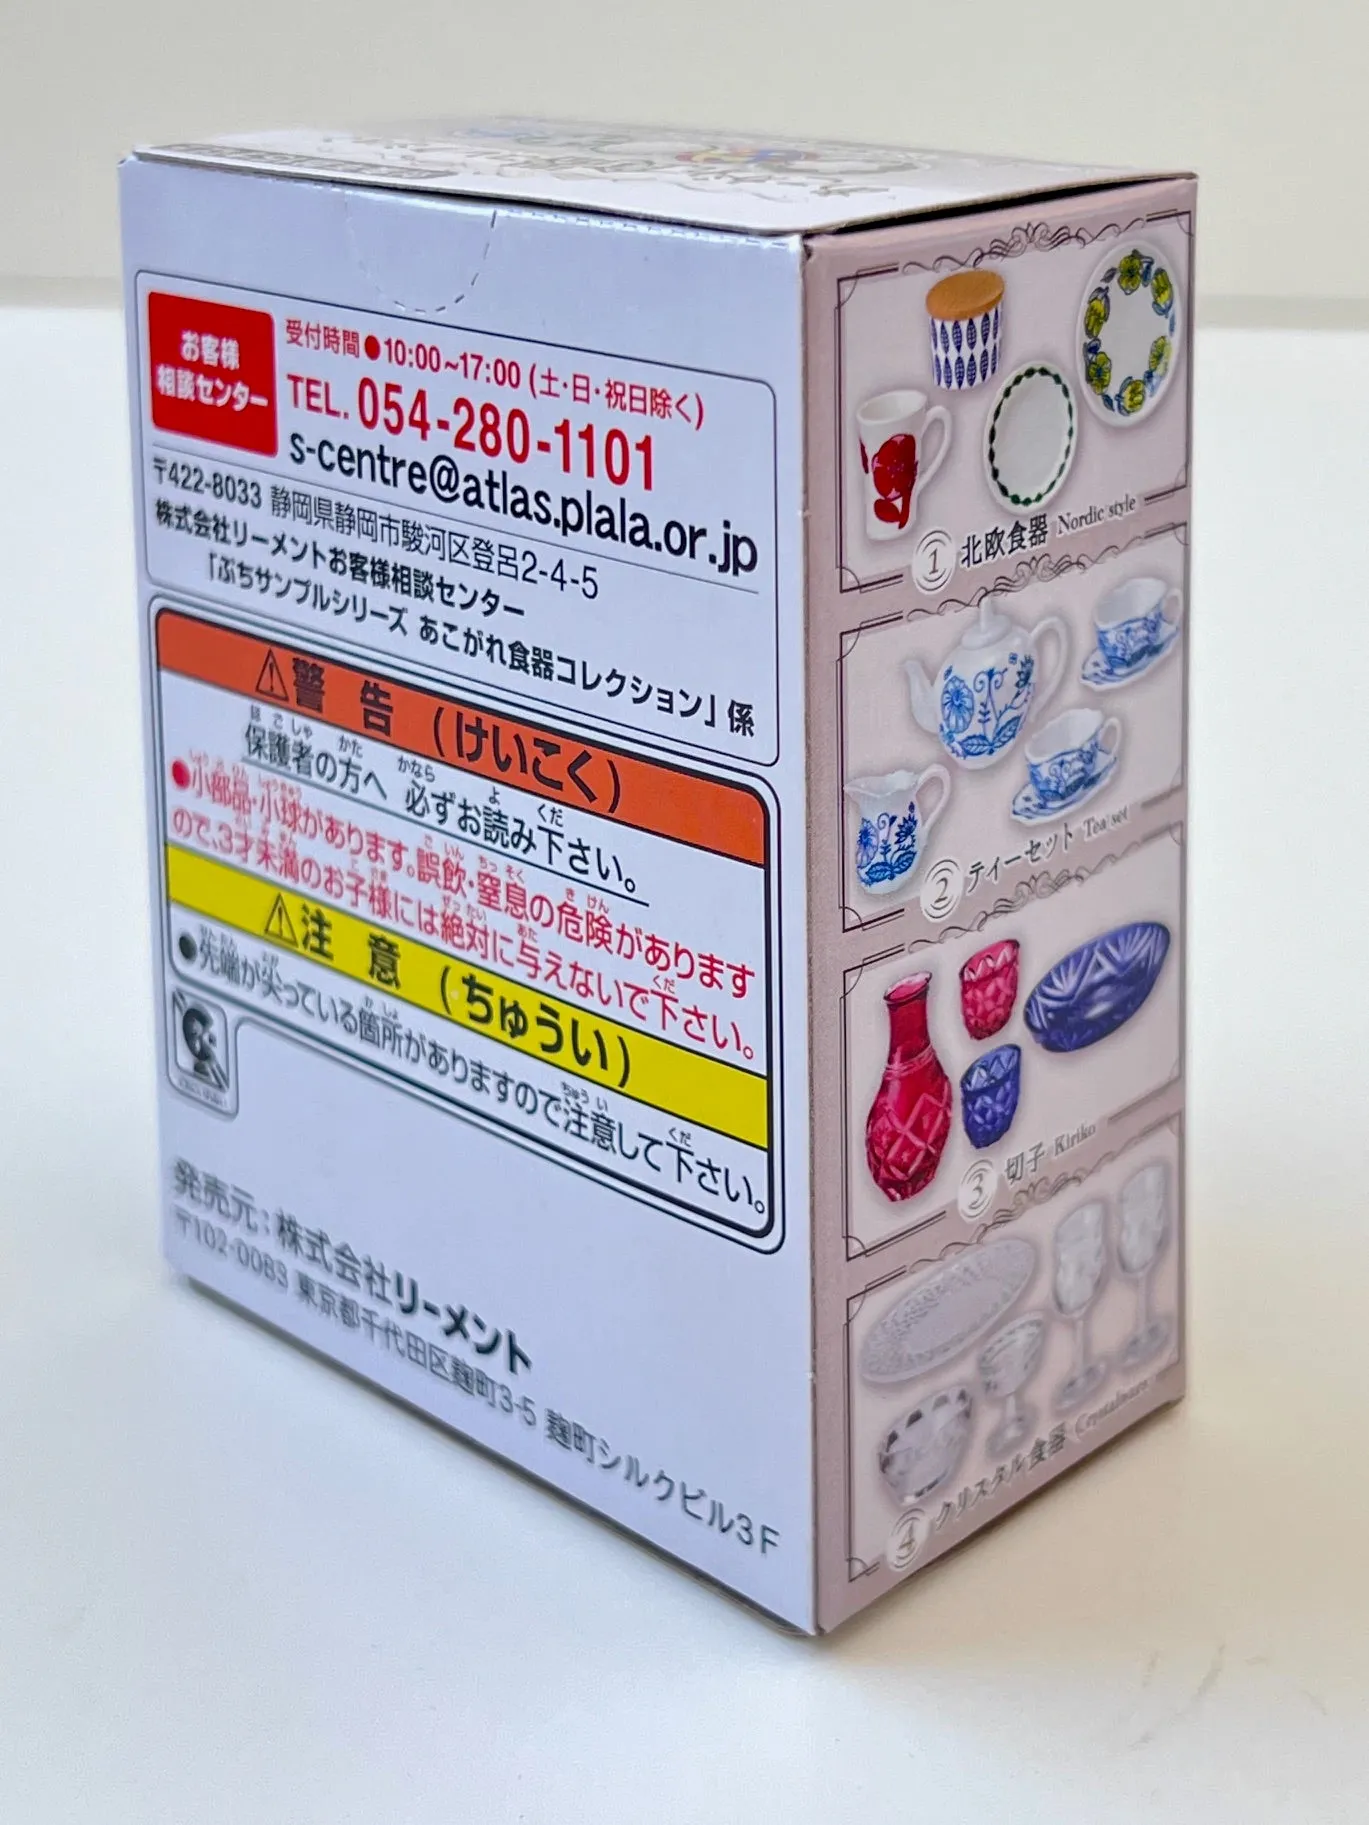 お客様
相談センター
受付時間●10:00~17:00 (土・日・祝日除く)
TEL. 054-280-1101
s-centre@atlas.plala.or.jp
〒422-8033 静岡県静岡市駿河区登呂2-4-5
株式会社リーメントお客様相談センター
「ぷちサンプルシリーズ あこがれ食器コレクション」係
⚠警 告 (けいこく)
保護者の方へ 必ずお読み下さい。
●小部品・小球があります。誤飲・窒息の危険があります
ので、3才未満のお子様には絶対に与えないで下さい。
⚠注 意 (ちゅうい)
●先端が尖っている箇所がありますので注意して下さい。
発売元:株式会社リーメント
〒102-0083 東京都千代田区麹町3-5 麹町シルクビル3F
① 北欧食器 Nordic style
② ティーセット Tea set
③ 切子 Kiriko
④ クリスタル食器 Crystalware